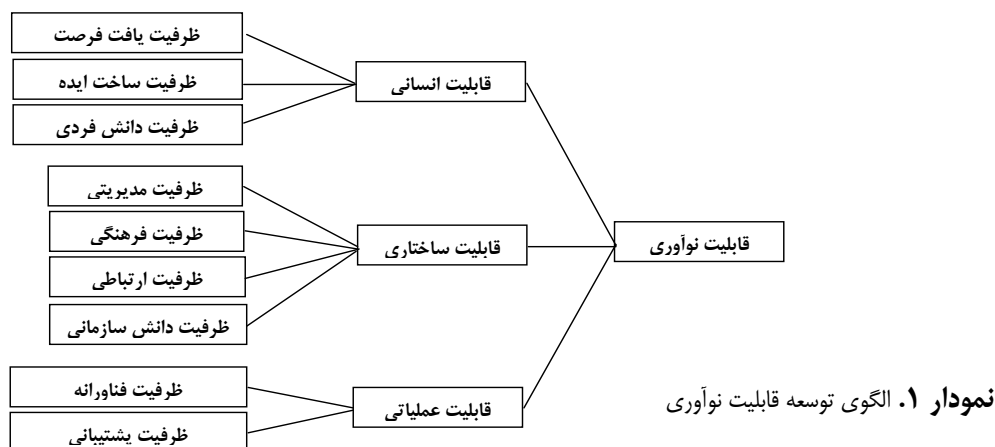 ظرفیت یافت فرصت
ظرفیت ساخت ایده
ظرفیت دانش فردی
قابلیت انسانی
ظرفیت مدیریتی
ظرفیت فرهنگی
ظرفیت ارتباطی
ظرفیت دانش سازمانی
قابلیت ساختاری
قابلیت نوآوری
ظرفیت فناورانه
ظرفیت پشتیبانی
قابلیت عملیاتی
نمودار ۱. الگوی توسعه قابلیت نوآوری